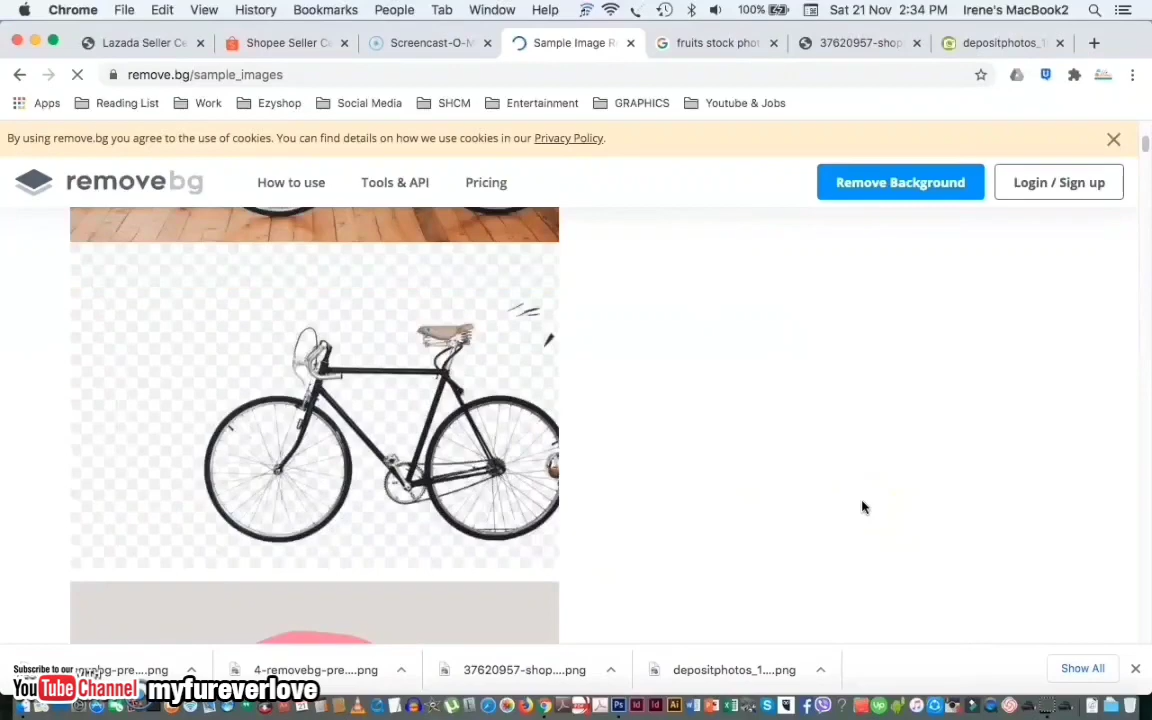 Chrome File Edit View History Bookmarks People Tab Window Help 100% Sat 21 Nov 2:34 PM Irene's MacBook2
Lazada Seller Ce Shopee Seller Ce Screencast-O-M Sample Image R fruits stock phot 37620957-shop depositphotos_1
remove.bg/sample_images
Apps Reading List Work Ezyshop Social Media SHCM Entertainment GRAPHICS Youtube & Jobs
By using remove.bg you agree to the use of cookies. You can find details on how we use cookies in our Privacy Policy.
removebg How to use Tools & API Pricing Remove Background Login / Sign up
4-removebg-pre....png 37620957-shop....png depositphotos_1....png Show All
Subscribe to our
YouTube Channel myfureverlove